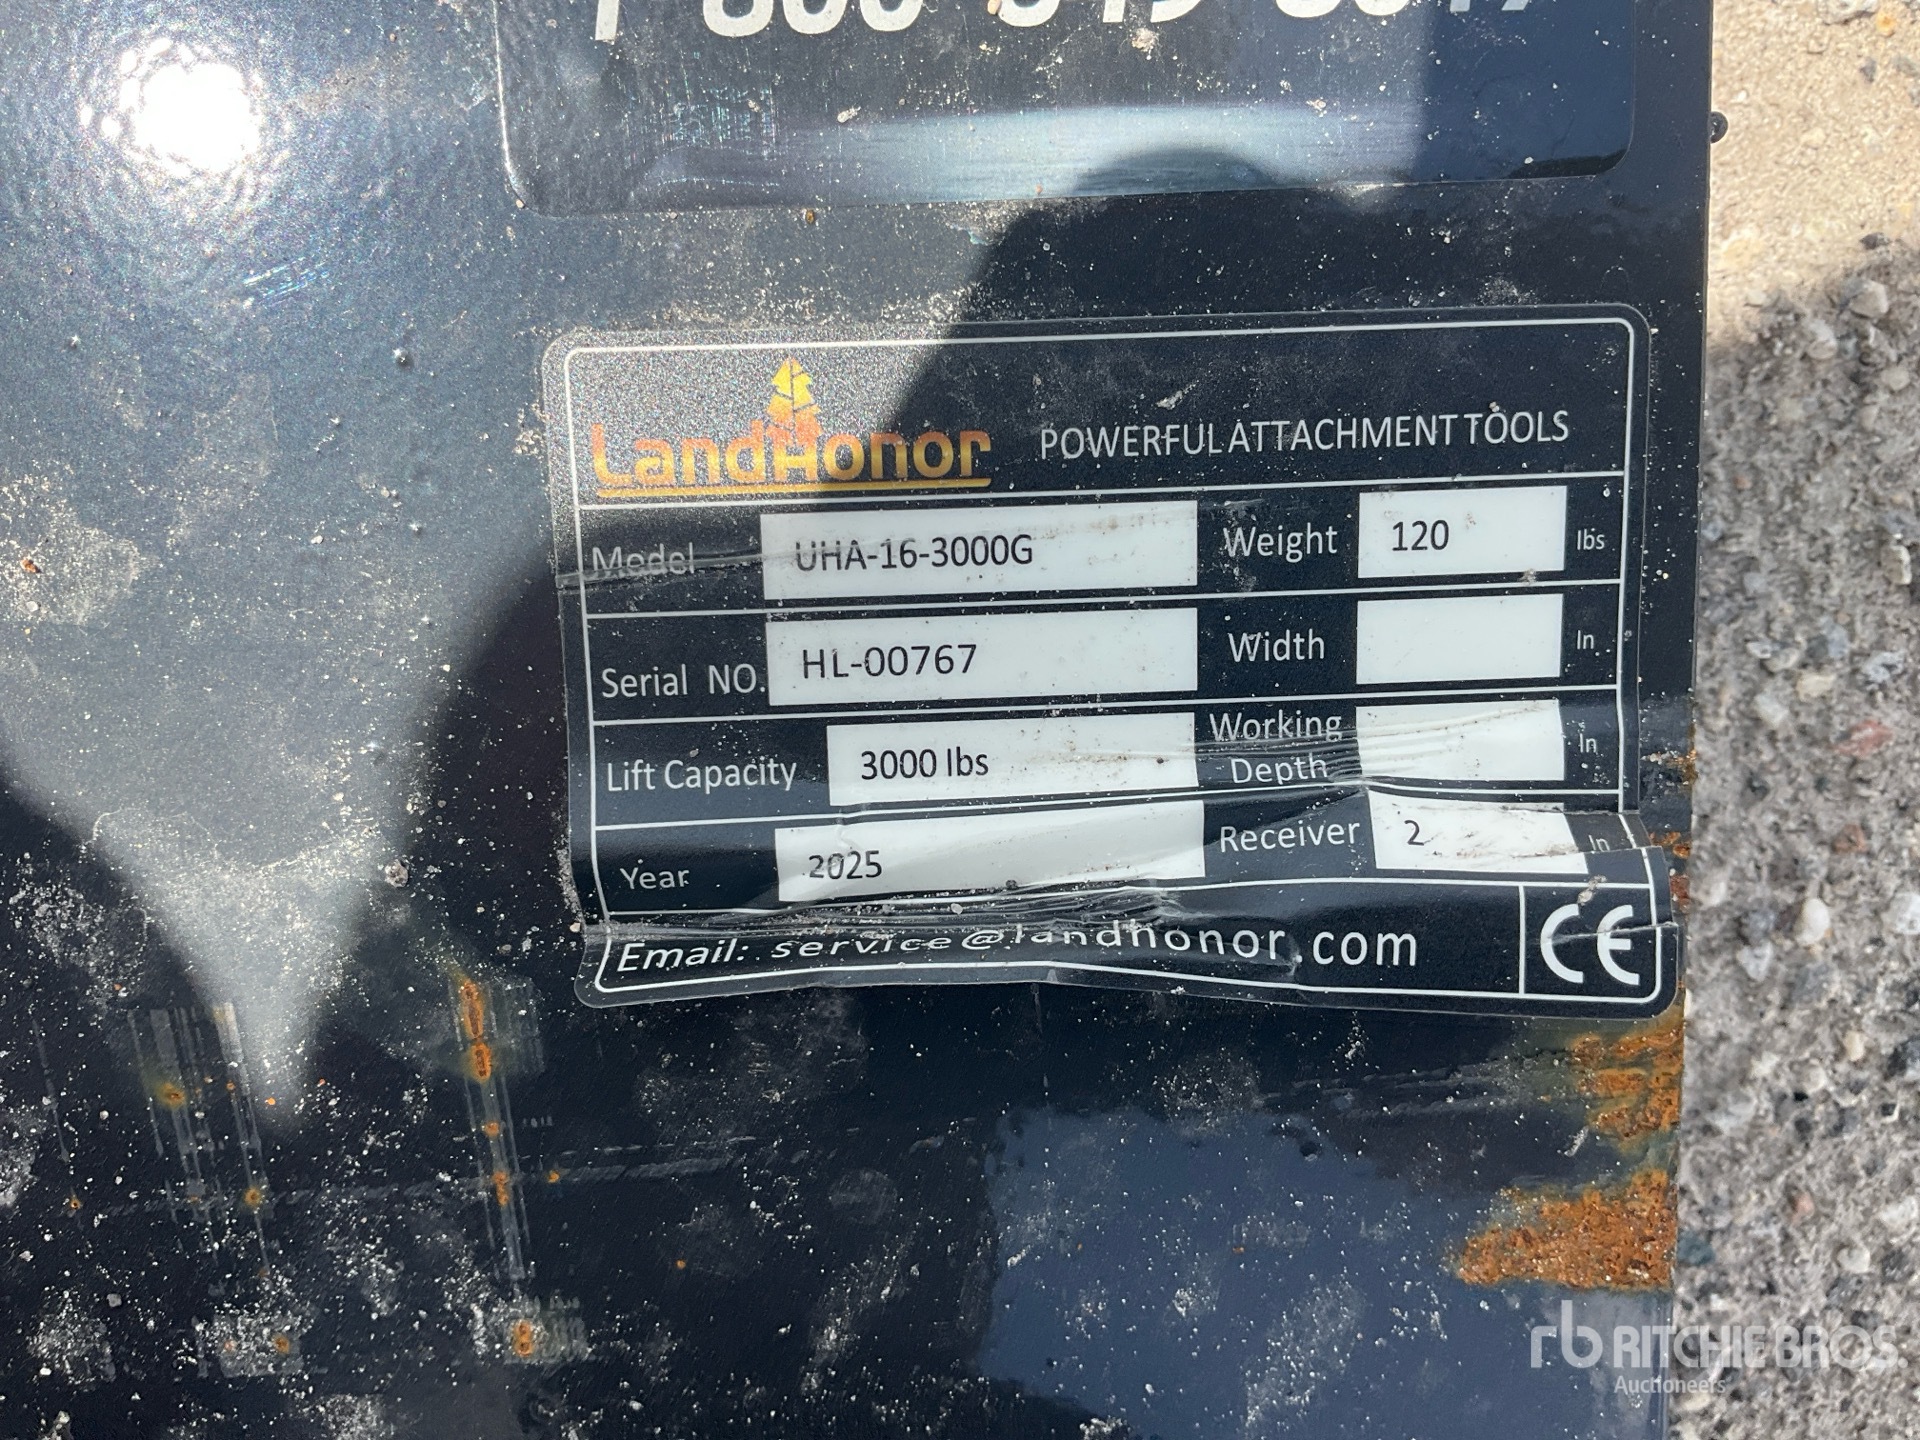 LandHonor POWERFUL ATTACHMENT TOOLS
Model UHA-16-3000G Weight 120 lbs
Serial NO. HL-00767 Width In.
Lift Capacity 3000 lbs Working Depth In
Year 2025 Receiver 2 In
Email: service@landhonor.com CE
rb RITCHIE BROS.
Auctioneers